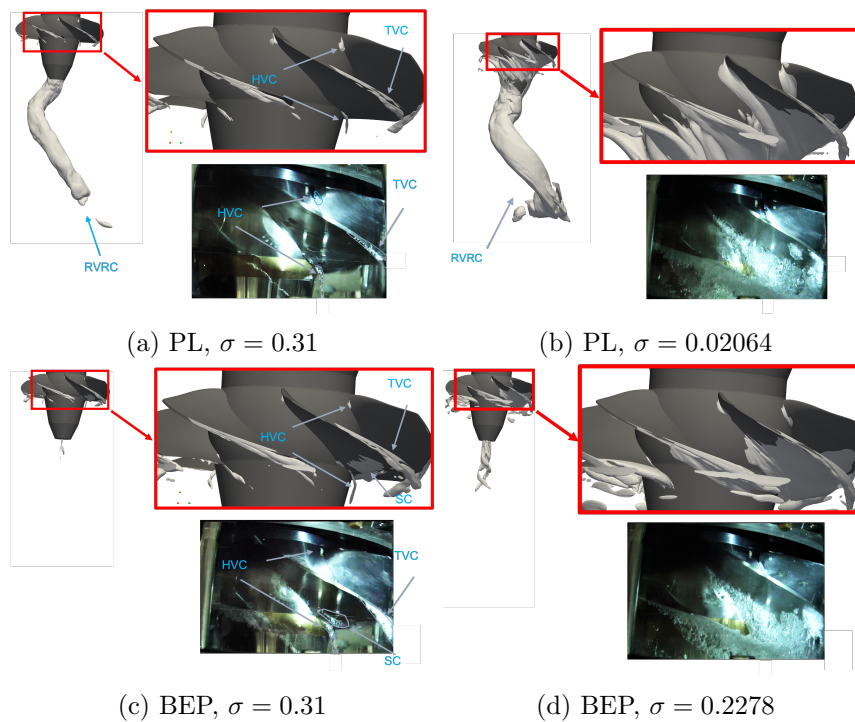 TVC
HVC
TVC
HVC
RVRC
RVRC
(a) PL, σ = 0.31
(b) PL, σ = 0.02064
TVC
HVC
SC
TVC
HVC
SC
(c) BEP, σ = 0.31
(d) BEP, σ = 0.2278